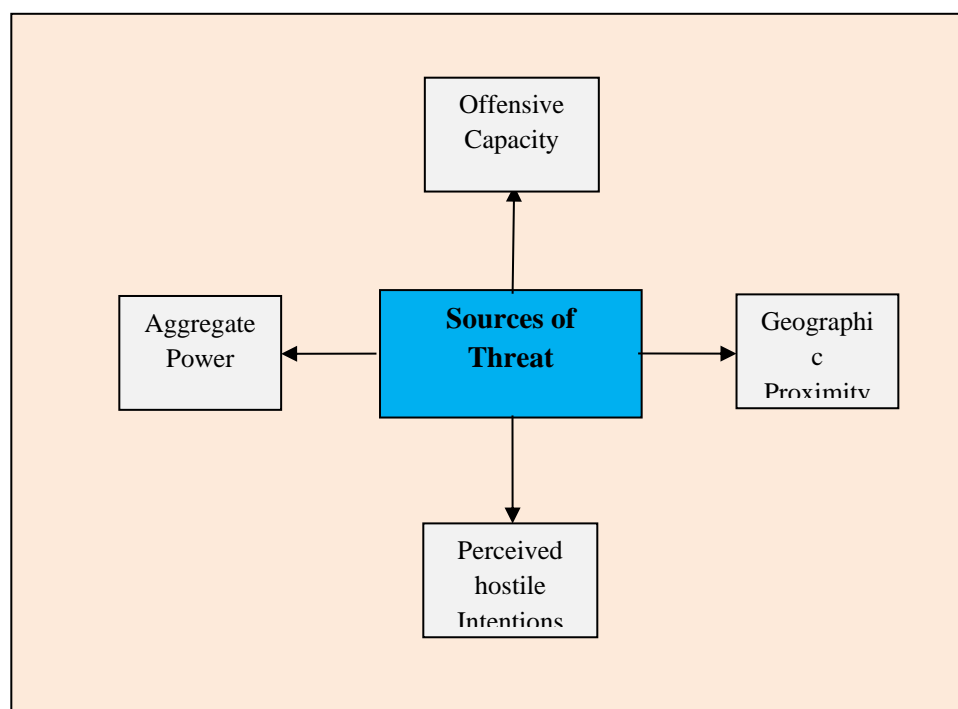 Offensive
Capacity
Aggregate
Power
Sources of
Threat
Geographi
c
Proximity
Perceived
hostile
Intentions